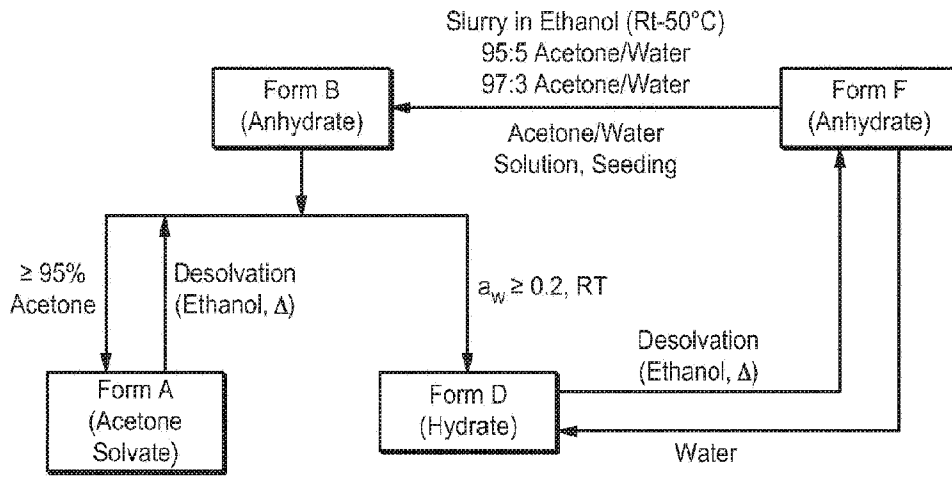 Slurry in Ethanol (Rt-50°C)
95:5 Acetone/Water
97:3 Acetone/Water
Form B
(Anhydrate)
Form F
(Anhydrate)
Acetone/Water
Solution, Seeding
≥ 95%
Acetone
Desolvation
(Ethanol, Δ)
a_w ≥ 0.2, RT
Desolvation
(Ethanol, Δ)
Form A
(Acetone
Solvate)
Form D
(Hydrate)
Water